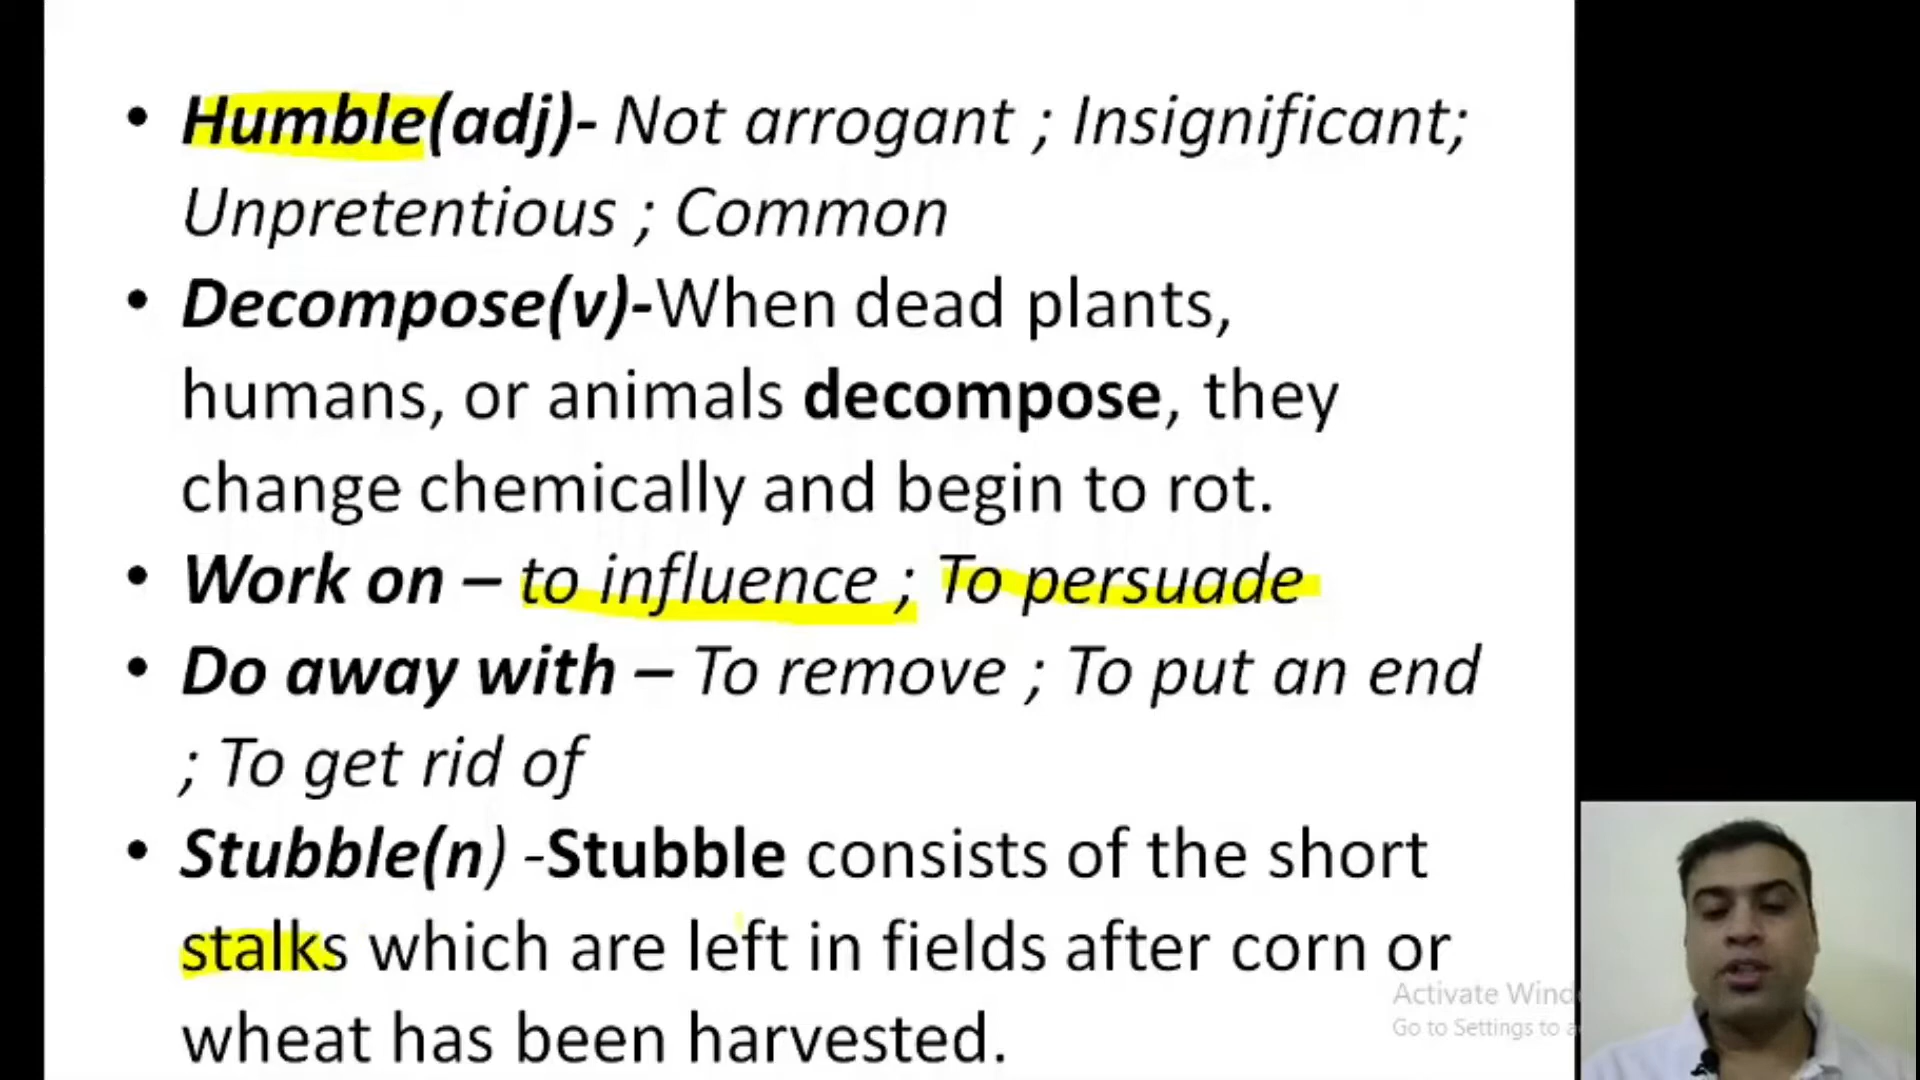 • Humble(adj)- Not arrogant ; Insignificant;
Unpretentious ; Common
• Decompose(v)-When dead plants,
humans, or animals decompose, they
change chemically and begin to rot.
• Work on – to influence ; To persuade
• Do away with – To remove ; To put an end
; To get rid of
• Stubble(n) -Stubble consists of the short
stalks which are left in fields after corn or
wheat has been harvested.
Activate Wind
Go to Settings to a